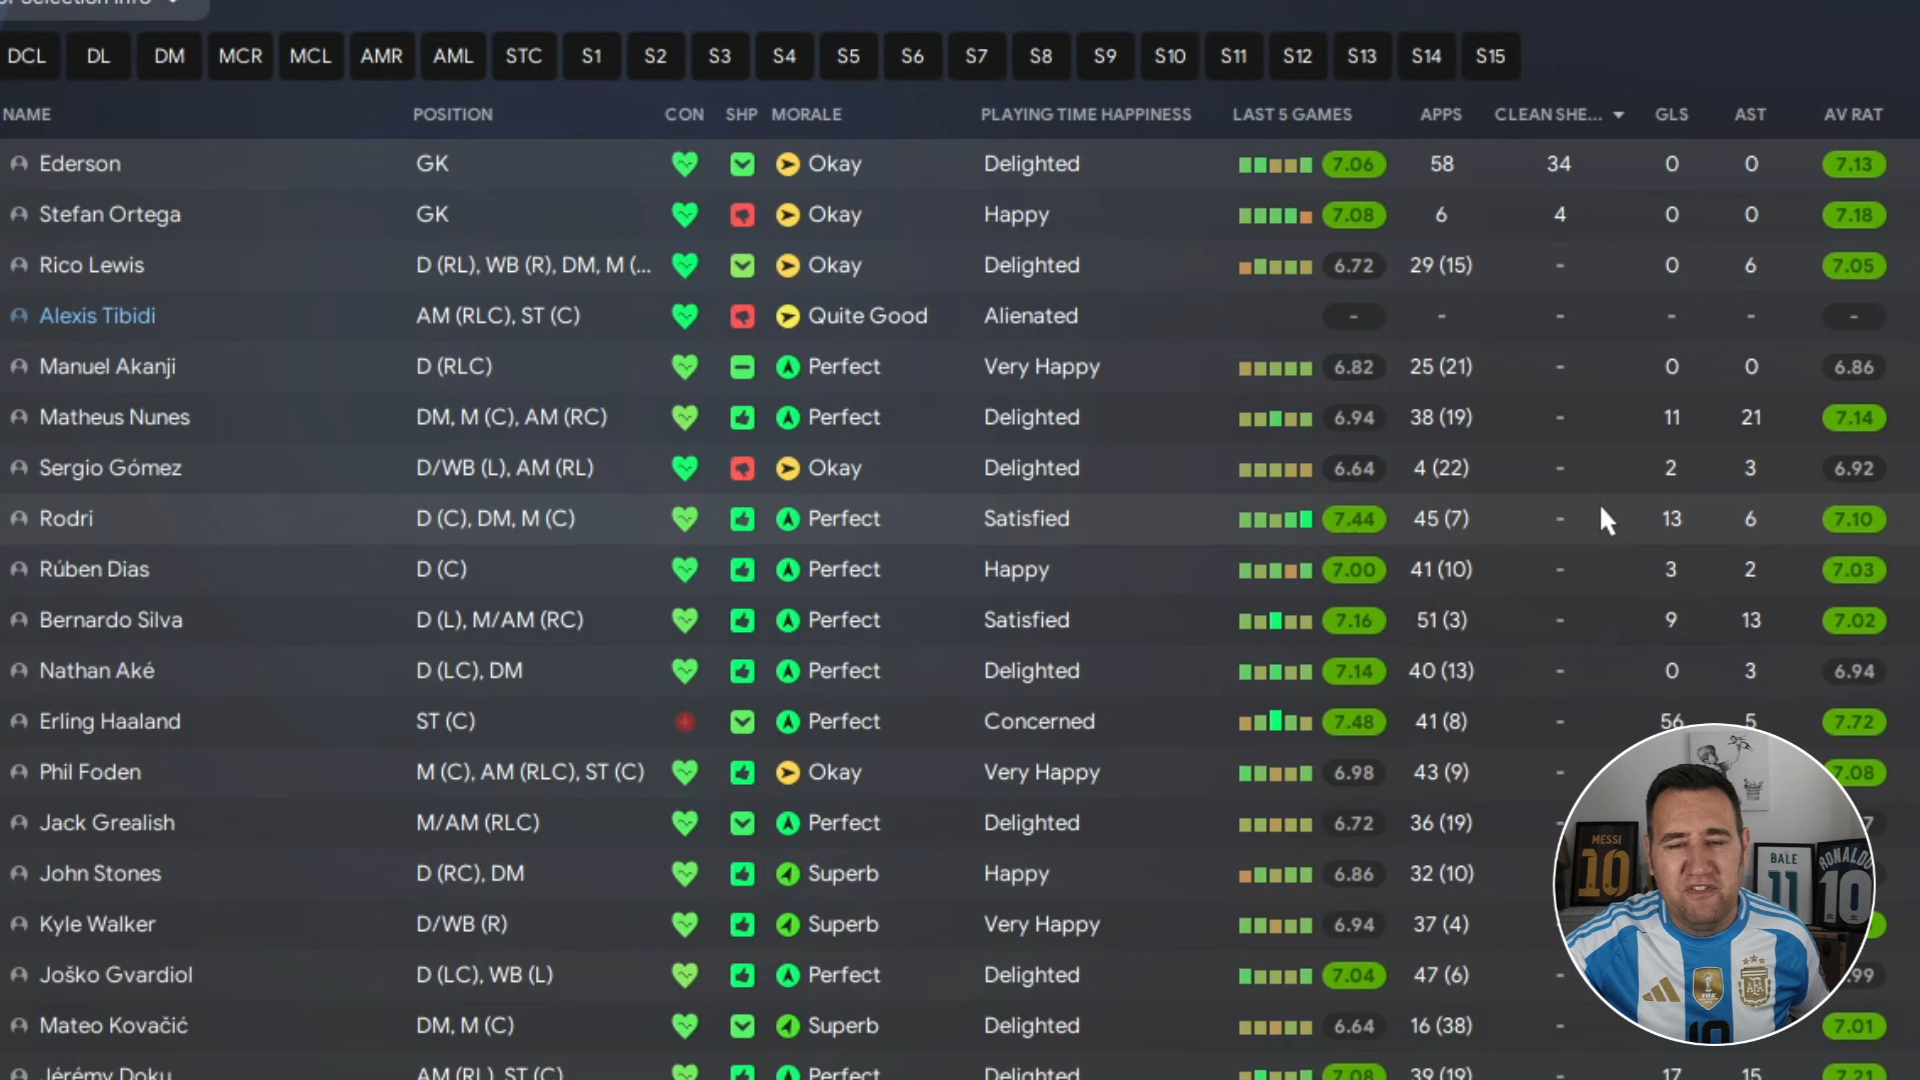 DCL DL DM MCR MCL AMR AML STC S1 S2 S3 S4 S5 S6 S7 S8 S9 S10 S11 S12 S13 S14 S15
NAME POSITION CON SHP MORALE PLAYING TIME HAPPINESS LAST 5 GAMES APPS CLEAN SHE... GLS AST AV RAT
Ederson GK Okay Delighted 7.06 58 34 0 0 7.13
Stefan Ortega GK Okay Happy 7.08 6 4 0 0 7.18
Rico Lewis D (RL), WB (R), DM, M (... Okay Delighted 6.72 29 (15) - 0 6 7.05
Alexis Tibidi AM (RLC), ST (C) Quite Good Alienated - - - - - -
Manuel Akanji D (RLC) Perfect Very Happy 6.82 25 (21) - 0 0 6.86
Matheus Nunes DM, M (C), AM (RC) Perfect Delighted 6.94 38 (19) - 11 21 7.14
Sergio Gómez D/WB (L), AM (RL) Okay Delighted 6.64 4 (22) - 2 3 6.92
Rodri D (C), DM, M (C) Perfect Satisfied 7.44 45 (7) - 13 6 7.10
Rúben Dias D (C) Perfect Happy 7.00 41 (10) - 3 2 7.03
Bernardo Silva D (L), M/AM (RC) Perfect Satisfied 7.16 51 (3) - 9 13 7.02
Nathan Aké D (LC), DM Perfect Delighted 7.14 40 (13) - 0 3 6.94
Erling Haaland ST (C) Perfect Concerned 7.48 41 (8) - 56 5 7.72
Phil Foden M (C), AM (RLC), ST (C) Okay Very Happy 6.98 43 (9) - 7.08
Jack Grealish M/AM (RLC) Perfect Delighted 6.72 36 (19) -
John Stones D (RC), DM Superb Happy 6.86 32 (10)
Kyle Walker D/WB (R) Superb Very Happy 6.94 37 (4)
Joško Gvardiol D (LC), WB (L) Perfect Delighted 7.04 47 (6) - .99
Mateo Kovačić DM, M (C) Superb Delighted 6.64 16 (38) - 7.01
Jérémy Doku AM (RL), ST (C) Perfect Delighted 7.08 39 (19) 17 15 7.21
MESSI
10
BALE
11
RONALDO
10
AFA
10